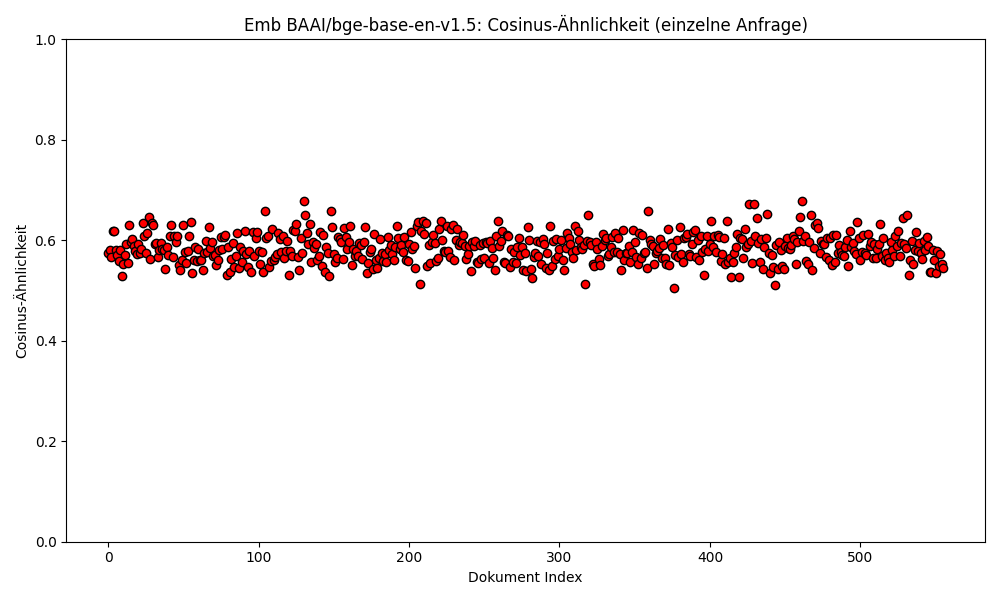 Emb BAAI/bge-base-en-v1.5: Cosinus-Ähnlichkeit (einzelne Anfrage)
1.0
0.8
0.6
0.4
0.2
0.0
Cosinus-Ähnlichkeit
0 100 200 300 400 500
Dokument Index